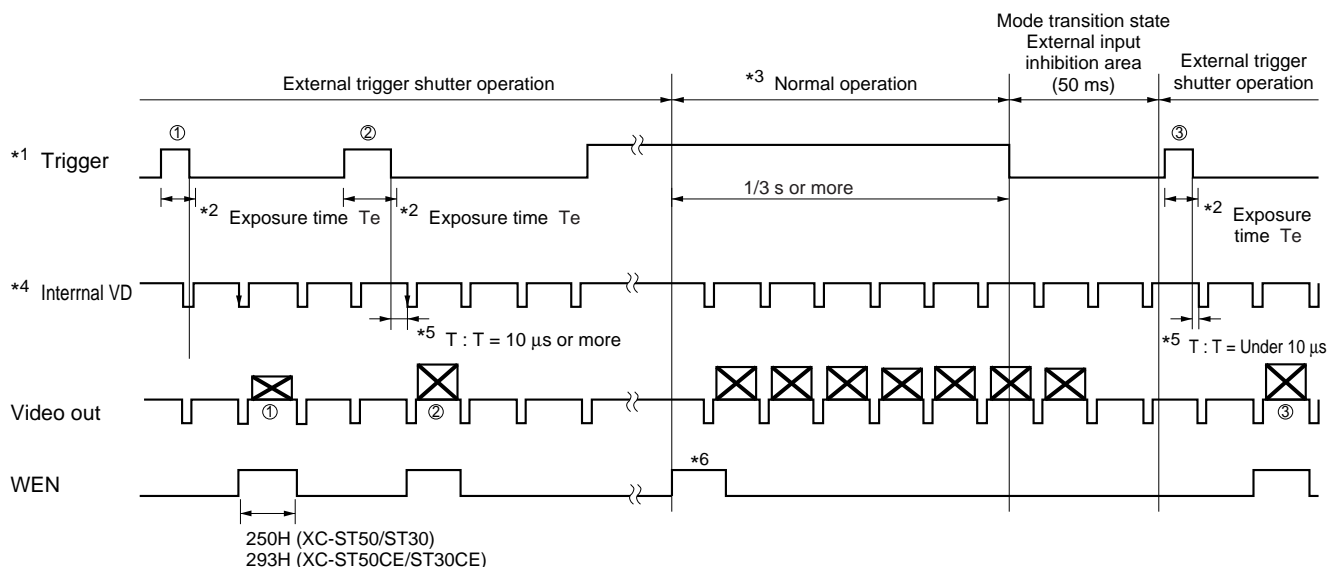 Mode transition state
External input
inhibition area
(50 ms)
External trigger shutter operation
*3 Normal operation
External trigger
shutter operation
① ② ③
*1 Trigger
1/3 s or more
*2 Exposure time Te
*2 Exposure time Te
*2 Exposure
time Te
*4 Internal VD
*5 T : T = 10 μs or more
*5 T : T = Under 10 μs
Video out
① ② ③
WEN
*6
250H (XC-ST50/ST30)
293H (XC-ST50CE/ST30CE)